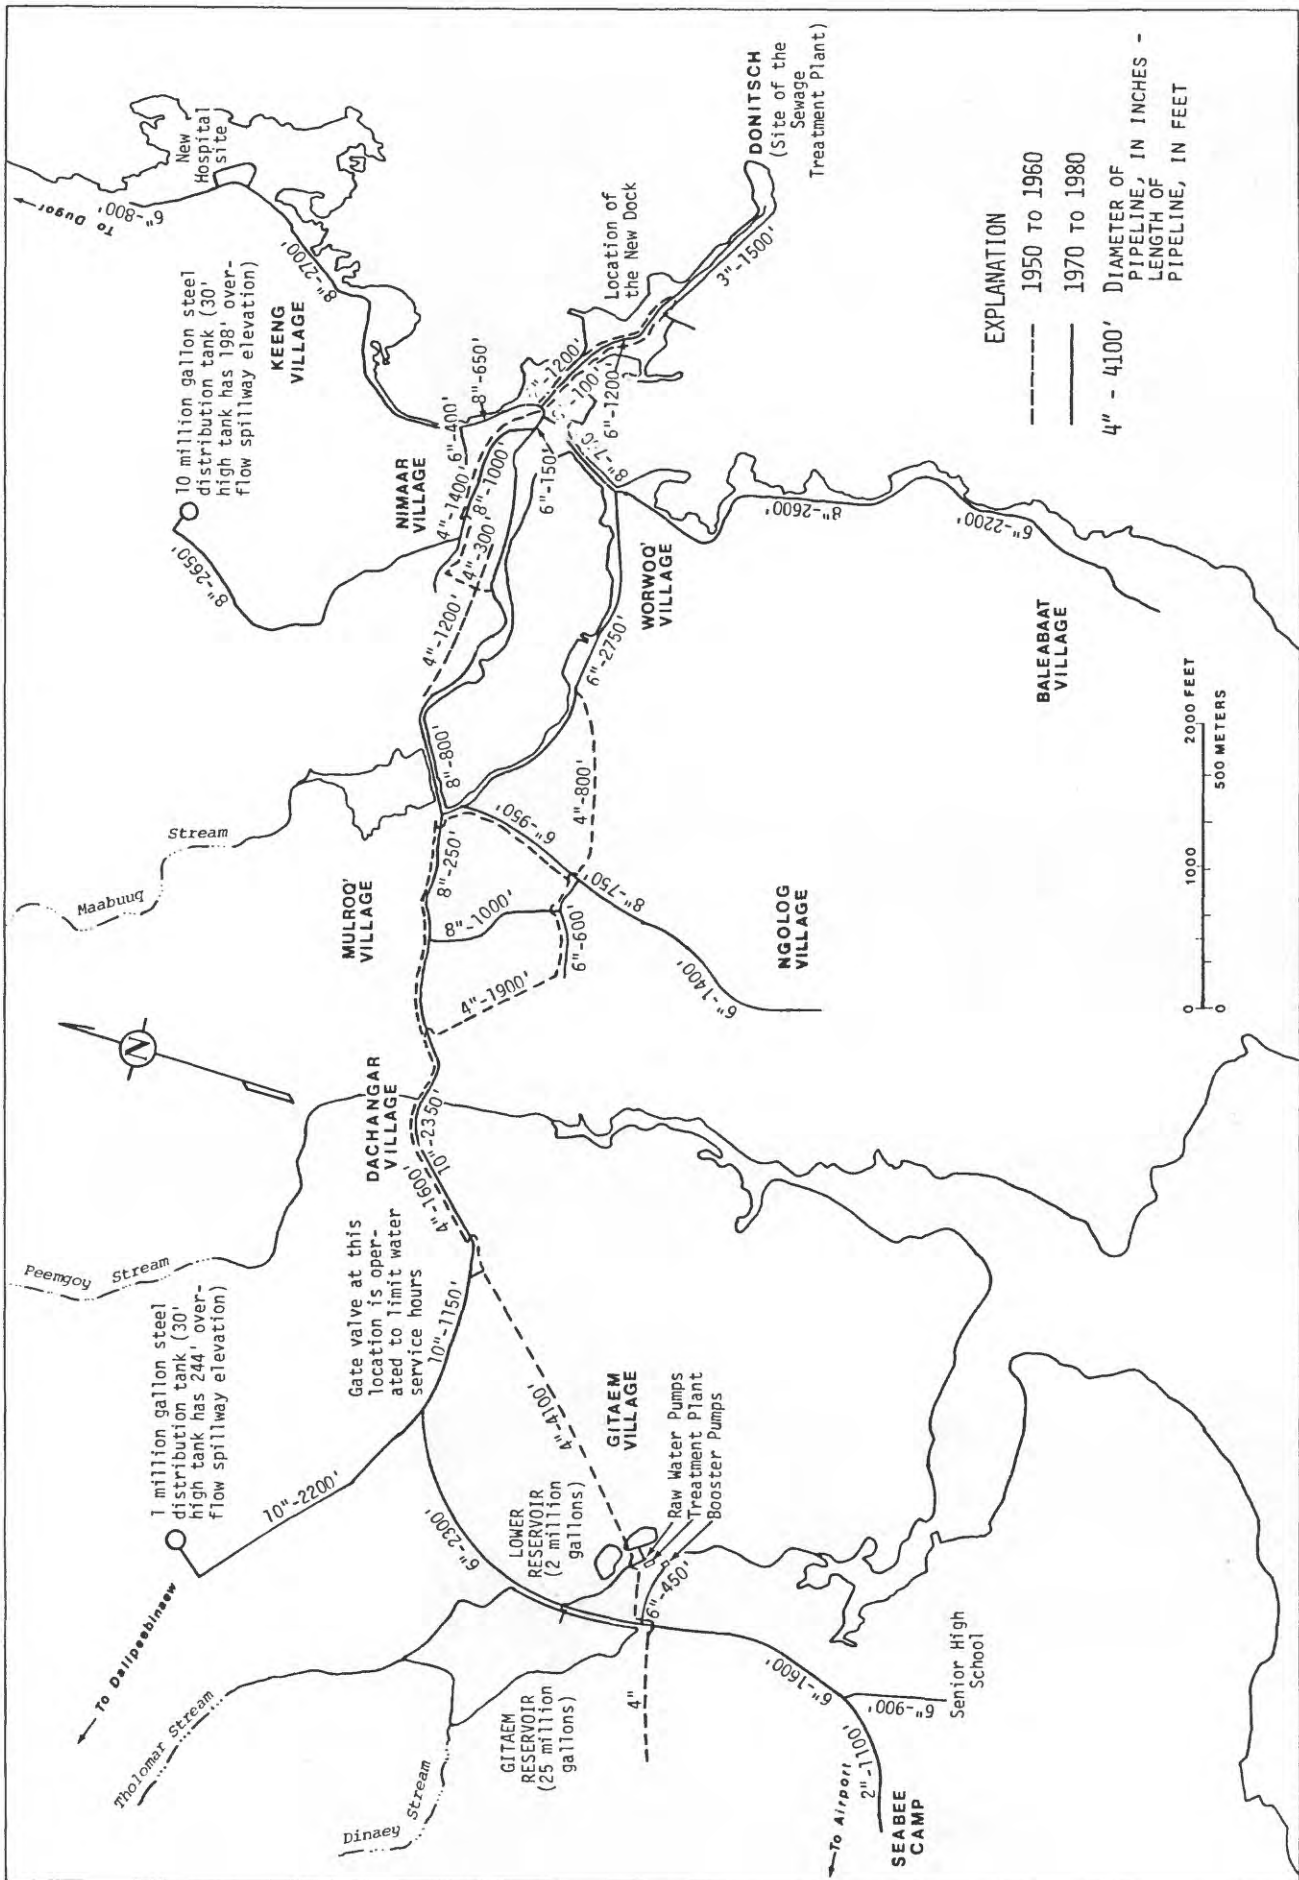 To Dalipeebinaew
1 million gallon steel
distribution tank (30'
high tank has 244' over-
flow spillway elevation)
10"-2200'
Tholomar Stream
Dinaey
Stream
Peemgoy
Stream
Maabuuq
Stream
N
10 million gallon steel
distribution tank (30'
high tank has 198' over-
flow spillway elevation)
8"-2650'
To Dugor
6"-800'
New
Hospital
site
8"-2700'
KEENG
VILLAGE
NIMAAR
VILLAGE
6"-400'
8"-650'
4"-1400'
8"-1000'
4"-300'
4"-1200'
6"-150'
6"-1200'
Location of
the New Dock
3"-1500'
DONITSCH
(Site of the
Sewage
Treatment Plant)
MULROQ'
VILLAGE
8"-800'
8"-250'
8"-1000'
6"-950'
4"-800'
6"-2750'
6"-600'
8"-750'
4"-1900'
6"-1400'
NGOLOG
VILLAGE
WORWOQ'
VILLAGE
8"-2600'
6"-2200'
BALEABAAT
VILLAGE
DACHANGAR
VILLAGE
10"-2350'
4"-1600'
Gate valve at this
location is oper-
ated to limit water
service hours
10"-1150'
4"-4100'
6"-2300'
GITAEM
VILLAGE
LOWER
RESERVOIR
(2 million
gallons)
Raw Water Pumps
Treatment Plant
Booster Pumps
6"-450'
GITAEM
RESERVOIR
(25 million
gallons)
4"
6"-1600'
6"-900'
Senior High
School
2"-1100'
To Airport
SEABEE
CAMP
EXPLANATION
1950 TO 1960
1970 TO 1980
4" - 4100' DIAMETER OF
PIPELINE, IN INCHES -
LENGTH OF
PIPELINE, IN FEET
0 1000 2000 FEET
0 500 METERS